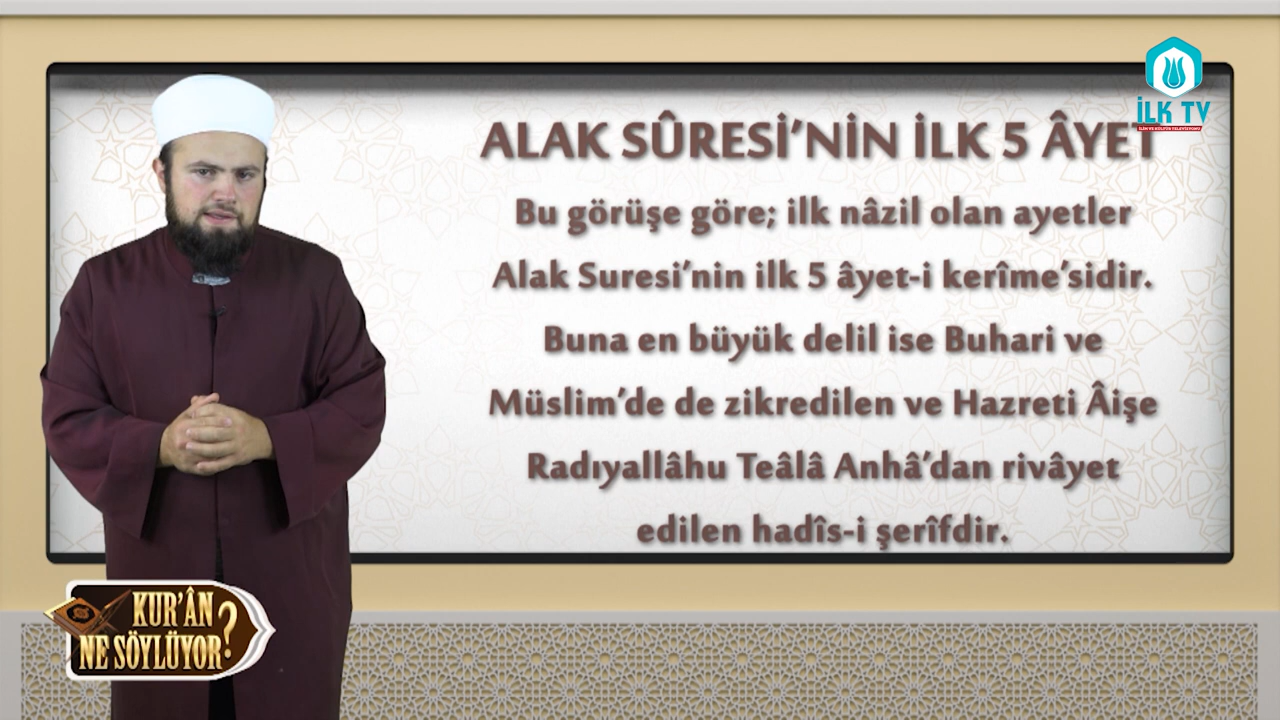 İLK TV
ALAK SÛRESİ’NİN İLK 5 ÂYET
Bu görüşe göre; ilk nâzil olan ayetler
Alak Suresi’nin ilk 5 âyet-i kerîme’sidir.
Buna en büyük delil ise Buhari ve
Müslim’de de zikredilen ve Hazreti Âişe
Radıyallâhu Teâlâ Anhâ’dan rivâyet
edilen hadîs-i şerîfdir.
KUR’ÂN
NE SÖYLÜYOR?